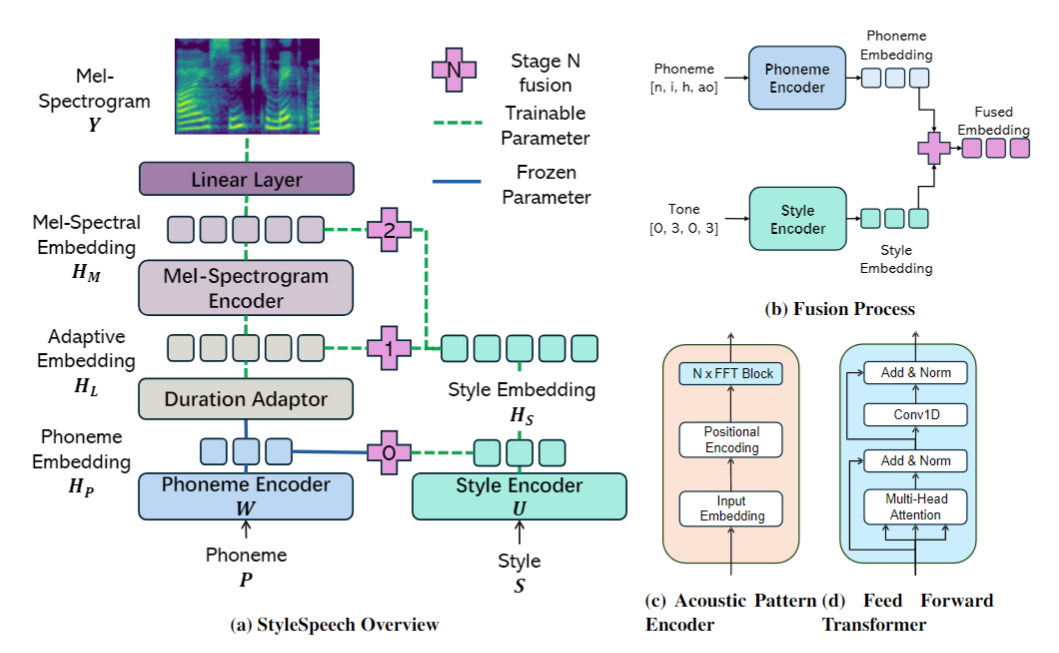 Mel-
Spectrogram
Y
N
Stage N
fusion
Trainable
Parameter
Frozen
Parameter
Linear Layer
Mel-Spectral
Embedding
H_M
2
Mel-Spectrogram
Encoder
Adaptive
Embedding
H_L
1
Style Embedding
H_S
Duration Adaptor
Phoneme
Embedding
H_P
0
Phoneme Encoder
W
Style Encoder
U
Phoneme
P
Style
S
(a) StyleSpeech Overview
Phoneme
[n, i, h, ao]
Phoneme
Encoder
Phoneme
Embedding
Fused
Embedding
Tone
[0, 3, 0, 3]
Style
Encoder
Style
Embedding
(b) Fusion Process
N x FFT Block
Positional
Encoding
Input
Embedding
(c) Acoustic Pattern
Encoder
Add & Norm
Conv1D
Add & Norm
Multi-Head
Attention
(d) Feed Forward
Transformer